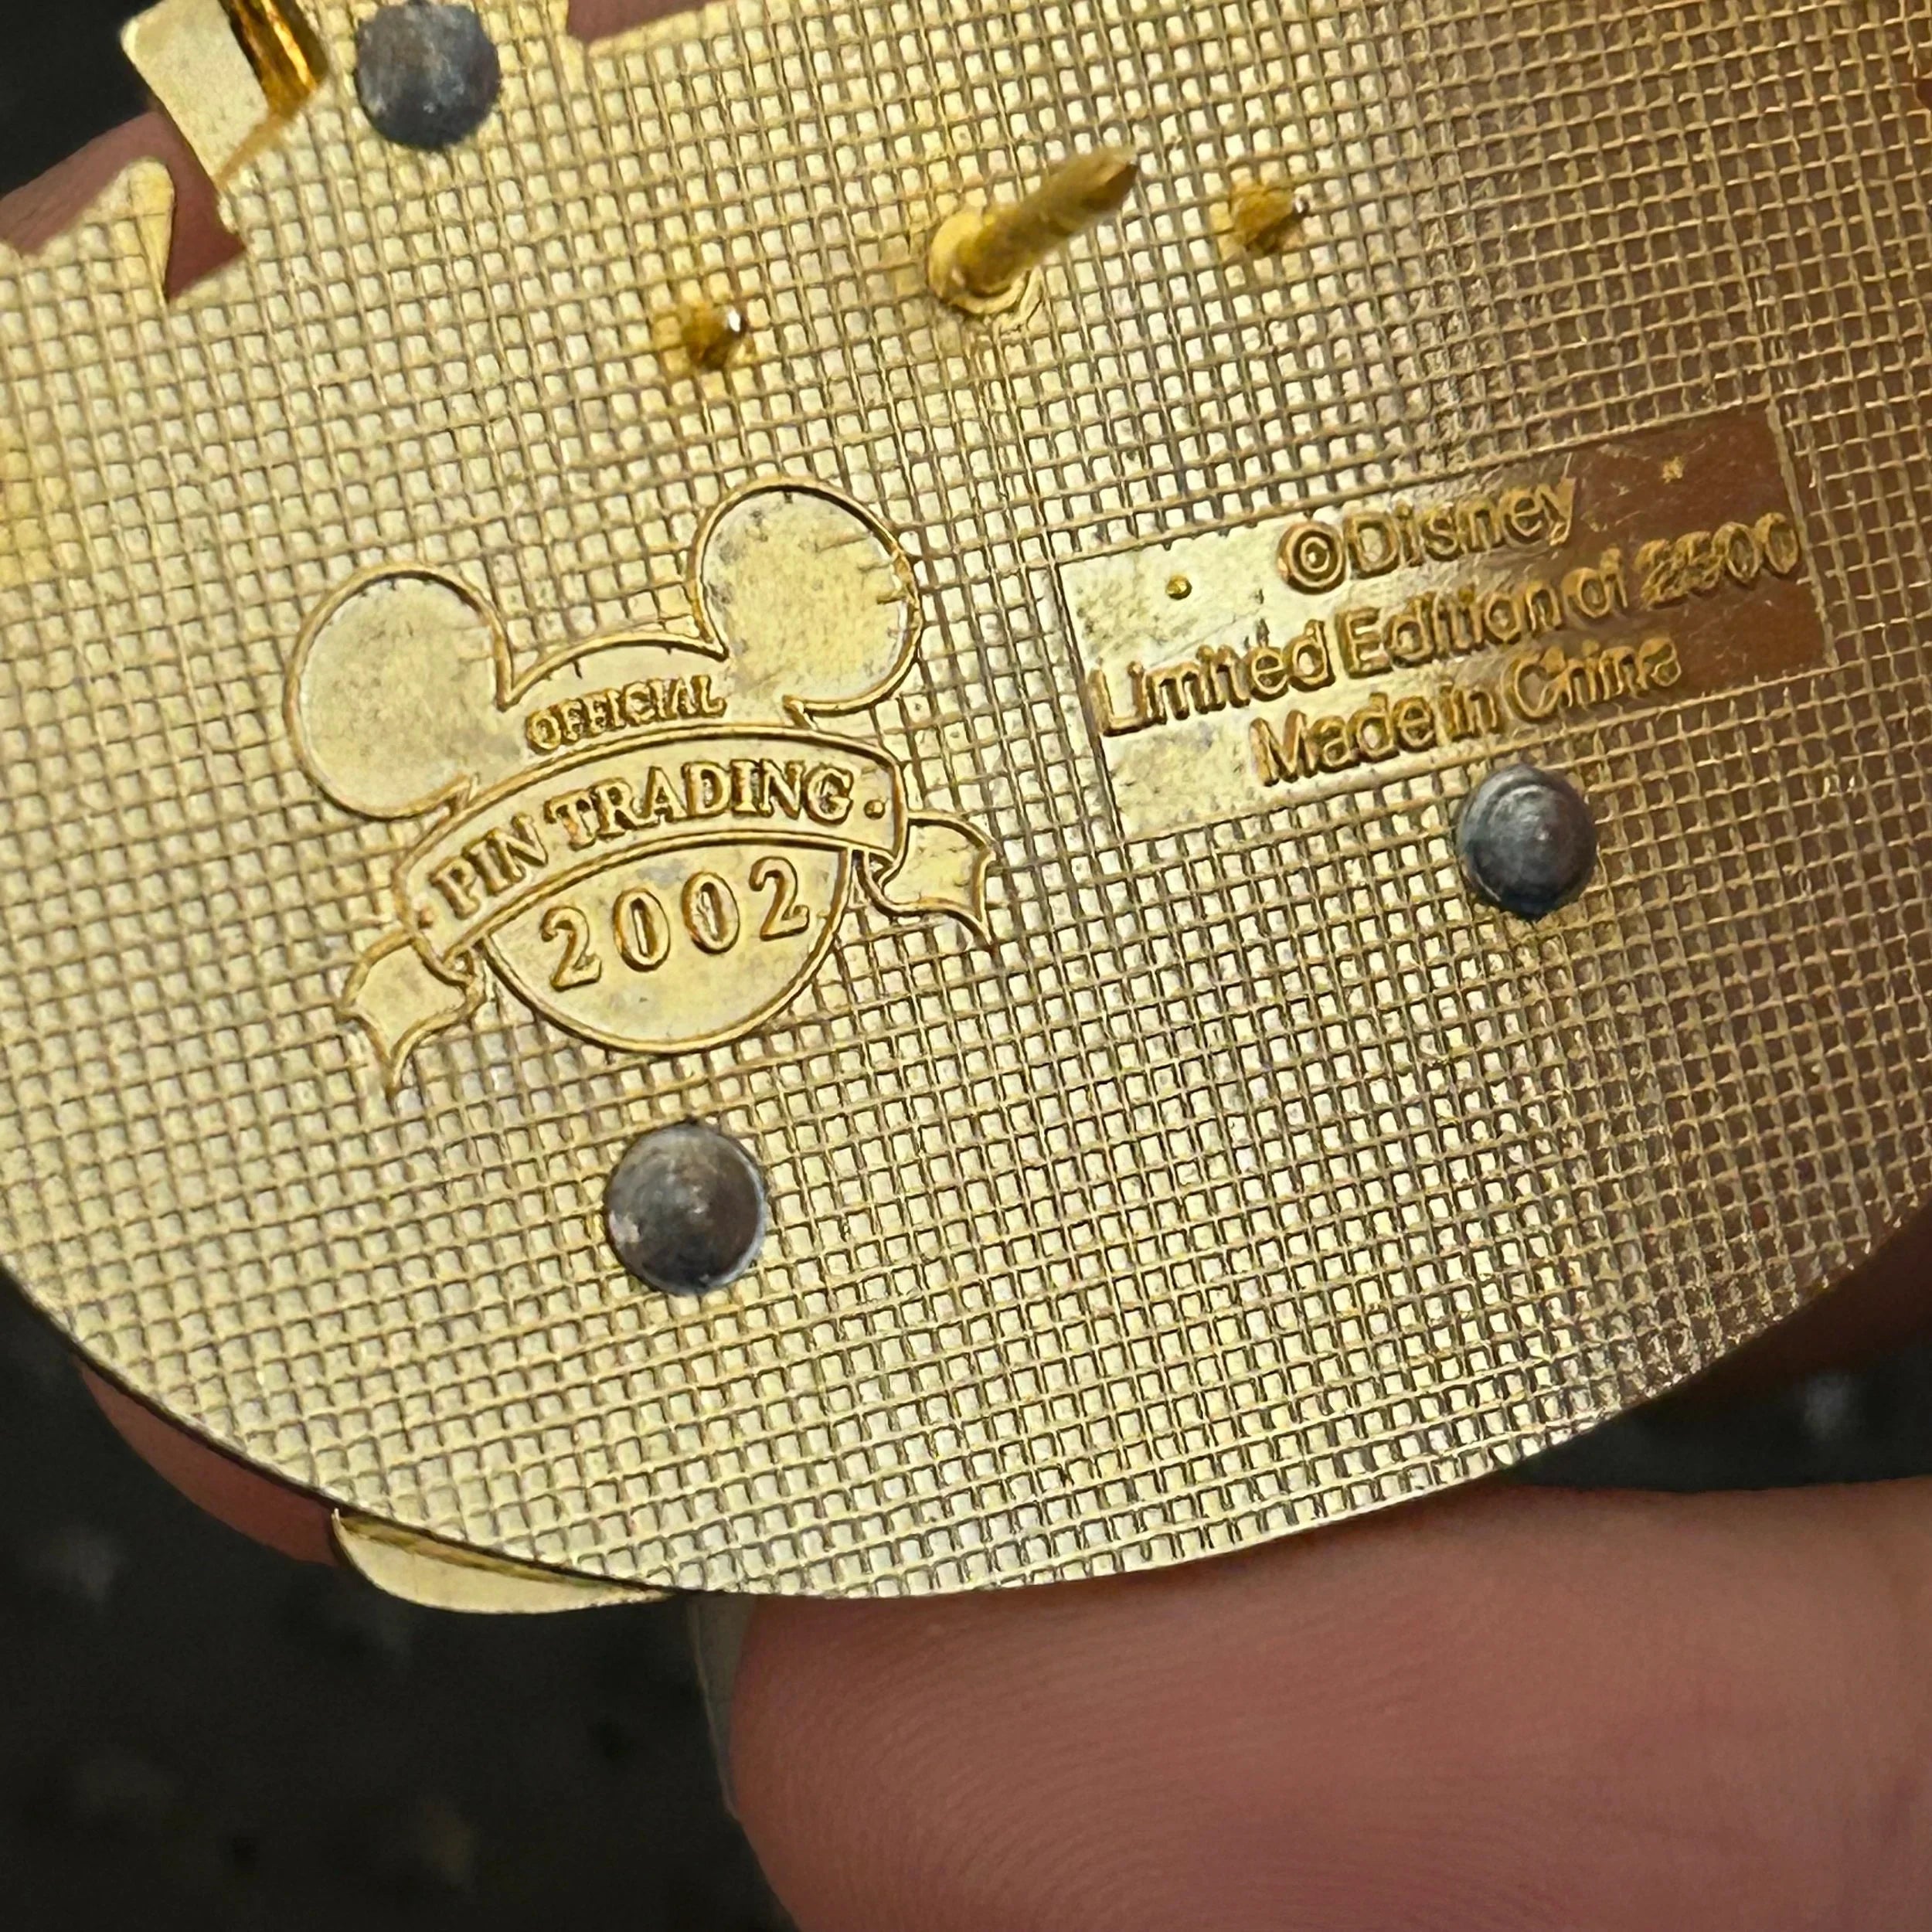 OFFICIAL
· PIN TRADING ·
2002
©Disney
Limited Edition of 2500
Made in China